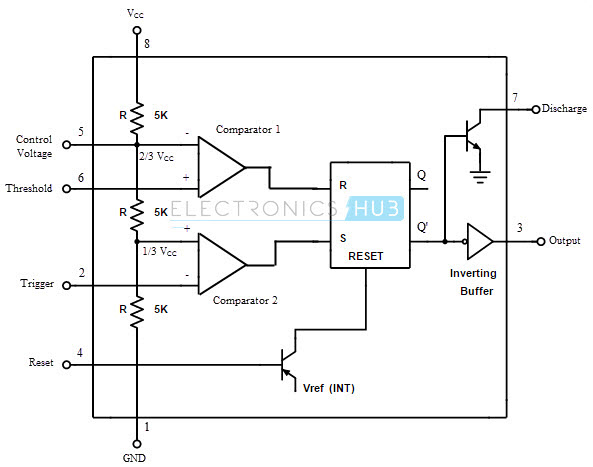 VCC
8
7
Discharge
R 5K
Comparator 1
5
Control
Voltage
-
2/3 VCC
Threshold
6
+
R
Q
ELECTRONICS HUB
R 5K
+
S
Q'
3
Output
1/3 VCC
RESET
Inverting
Buffer
Trigger
2
-
Comparator 2
R 5K
Reset
4
Vref (INT)
1
GND